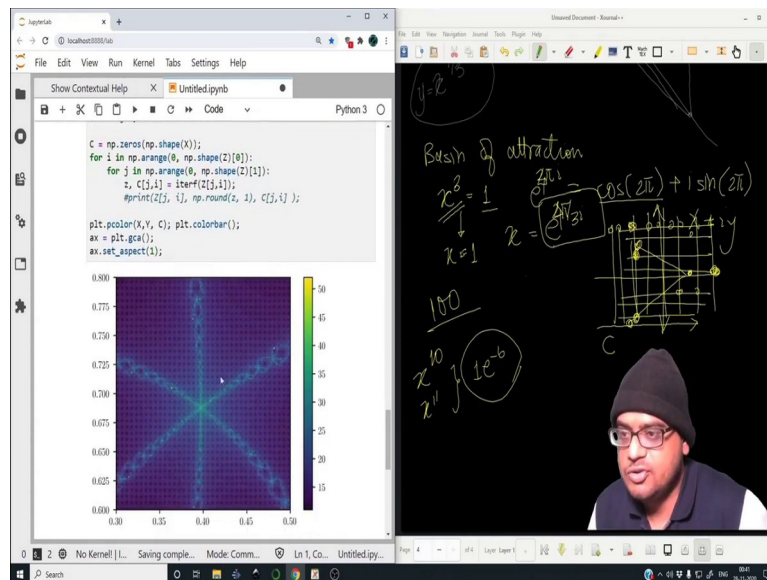 JupyterLab
localhost:8888/lab
File Edit View Run Kernel Tabs Settings Help
Show Contextual Help
Untitled.ipynb
Code
Python 3
C = np.zeros(np.shape(X));
for i in np.arange(0, np.shape(Z)[0]):
for j in np.arange(0, np.shape(Z)[1]):
z, C[j,i] = iterf(Z[j,i]);
#print(Z[j, i], np.round(z, 1), C[j,i] );
plt.pcolor(X,Y, C); plt.colorbar();
ax = plt.gca();
ax.set_aspect(1);
0.800
0.775
0.750
0.725
0.700
0.675
0.650
0.625
0.600
0.30 0.35 0.40 0.45 0.50
50
45
40
35
30
25
20
15
0 2 No Kernel! | I... Saving comple... Mode: Comm... Ln 1, Co... Untitled.ipy...
Search
Unsaved Document - Xournal++
File Edit View Navigation Journal Tools Plugin Help
Basin of attraction
x³ = 1
cos(2π) + i sin(2π)
x = 1
y
C
100
x¹⁰
x¹¹
1e⁻⁶
Page 4 of 4 Layer Layer 1
ENG
00:41